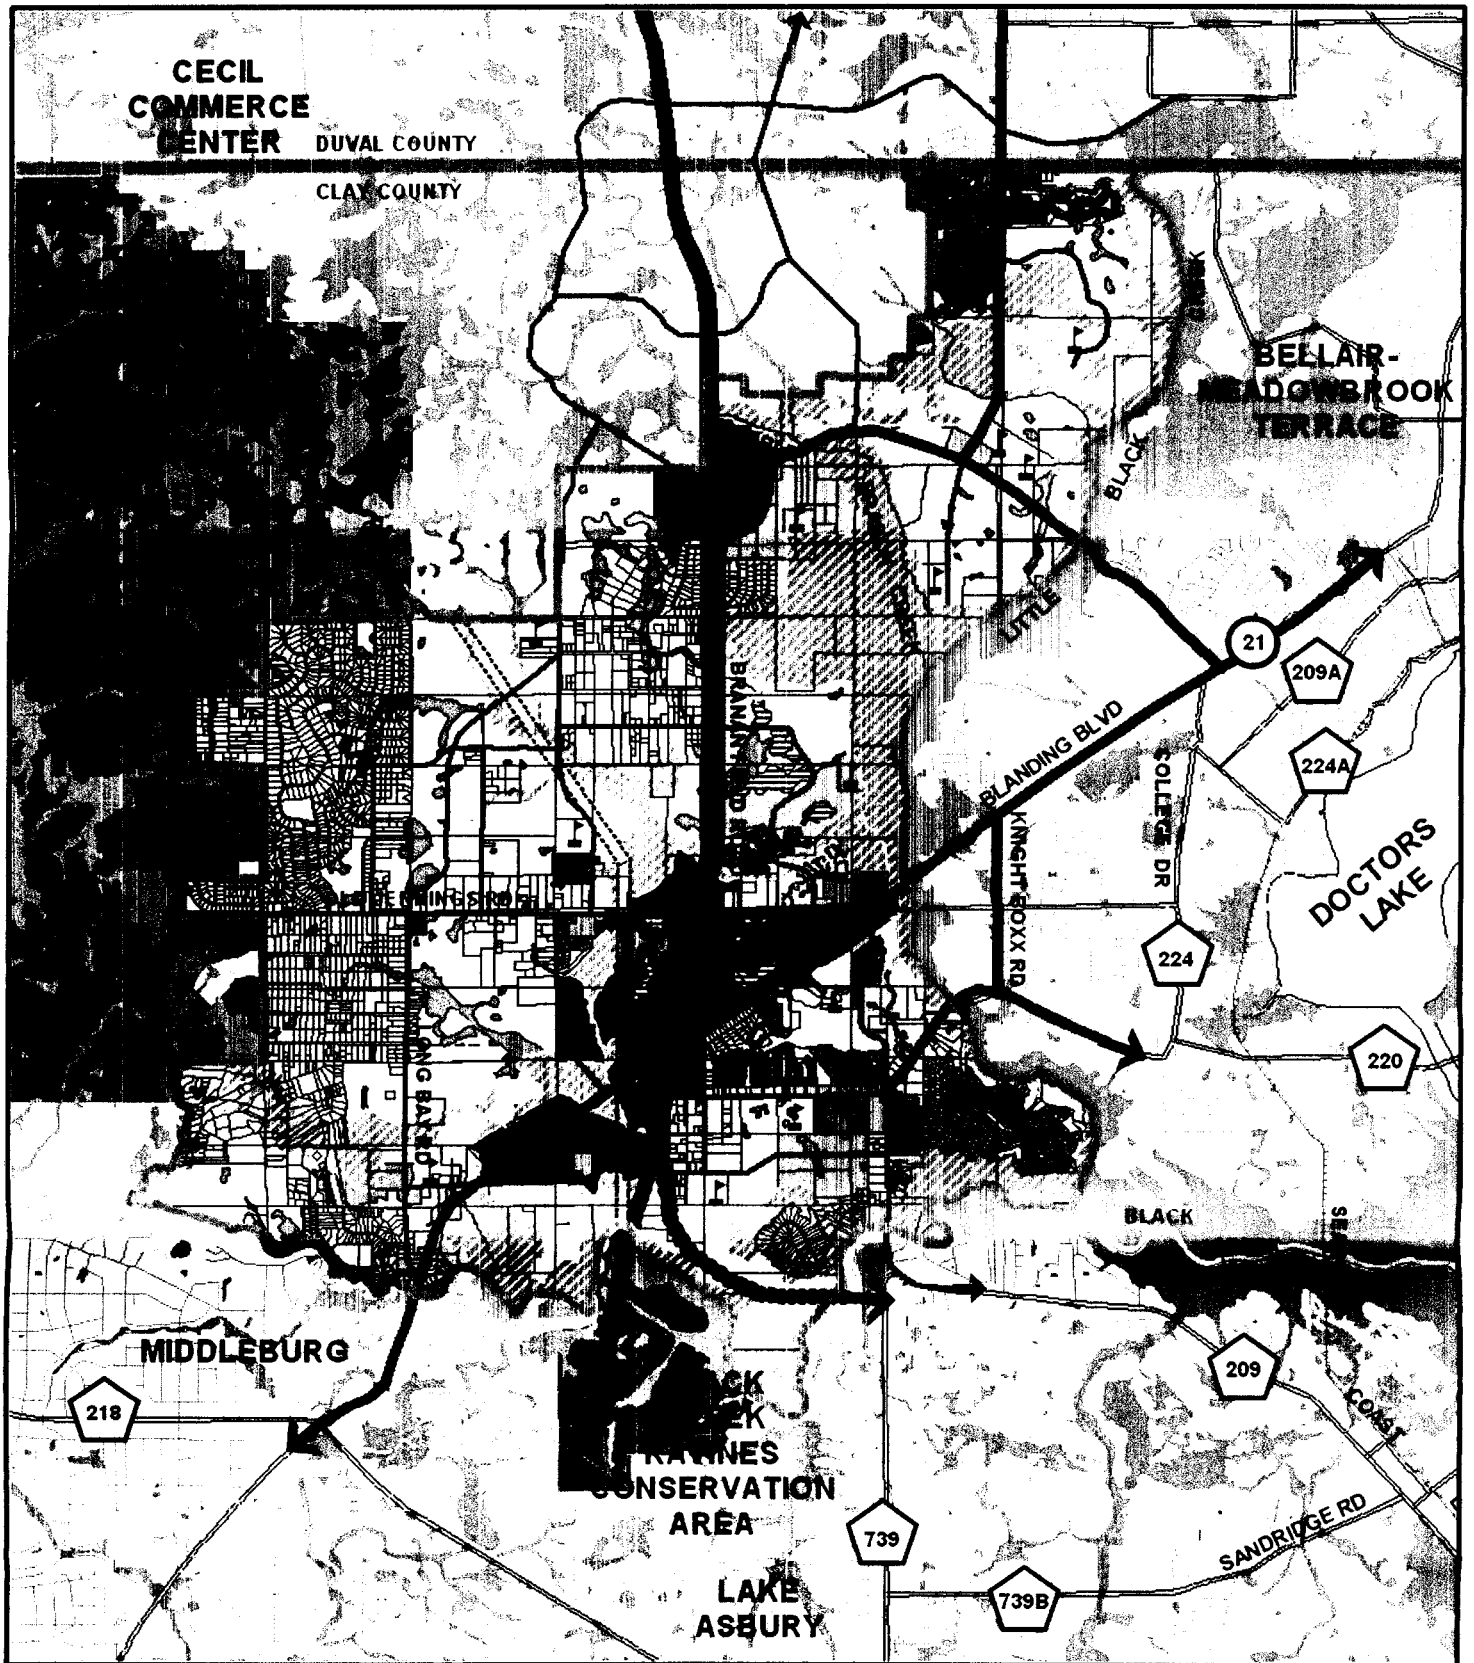 CECIL
COMMERCE
CENTER
DUVAL COUNTY
CLAY COUNTY
BELLAIR-
MEADOWBROOK
TERRACE
BLACK
LITTLE
21
209A
BLANDING BLVD
224A
COLLEGE DR
KNIGHT BOXX RD
DOCTORS
LAKE
224
220
BLACK
MIDDLEBURG
218
209
RAVINES
CONSERVATION
AREA
COAST
739
SANDRIDGE RD
LAKE
ASBURY
739B